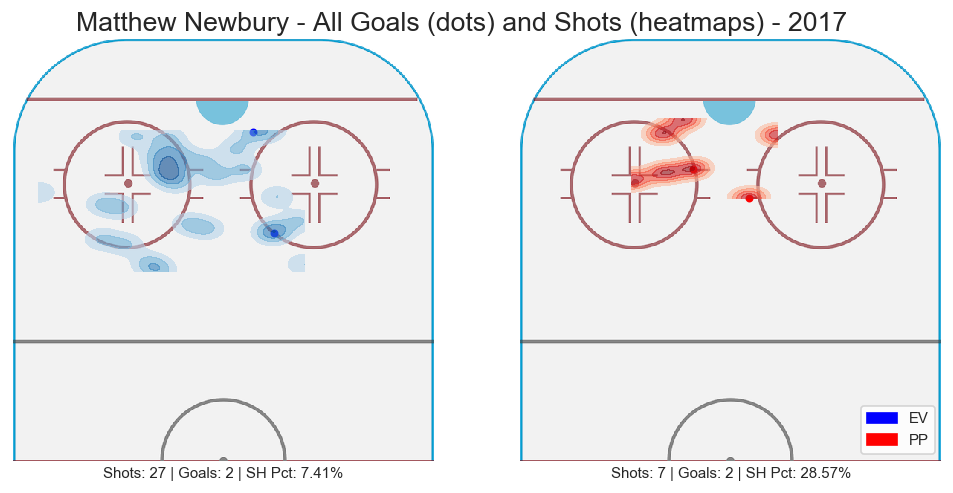 Matthew Newbury - All Goals (dots) and Shots (heatmaps) - 2017
EV
PP
Shots: 27 | Goals: 2 | SH Pct: 7.41%
Shots: 7 | Goals: 2 | SH Pct: 28.57%